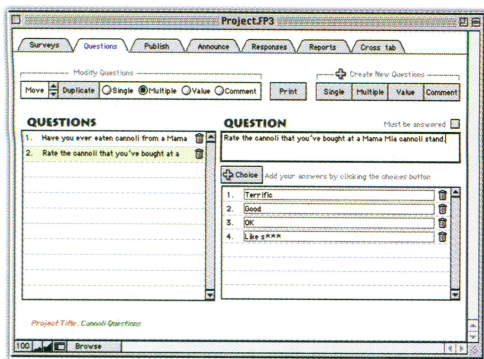 Project.FP3
Surveys Questions Publish Announce Responses Reports Cross tab
Modify Questions Create New Questions
Move Duplicate Single Multiple Value Comment Print Single Multiple Value Comment
QUESTIONS QUESTION Must be answered
1. Have you ever eaten cannoli from a Mama
2. Rate the cannoli that you've bought at a
Rate the cannoli that you've bought at a Mama Mia cannoli stand.
Choice Add your answers by clicking the choices button
1. Terrific
2. Good
3. OK
4. Like s***
Project Title, Cannoli Questions
100 Browse